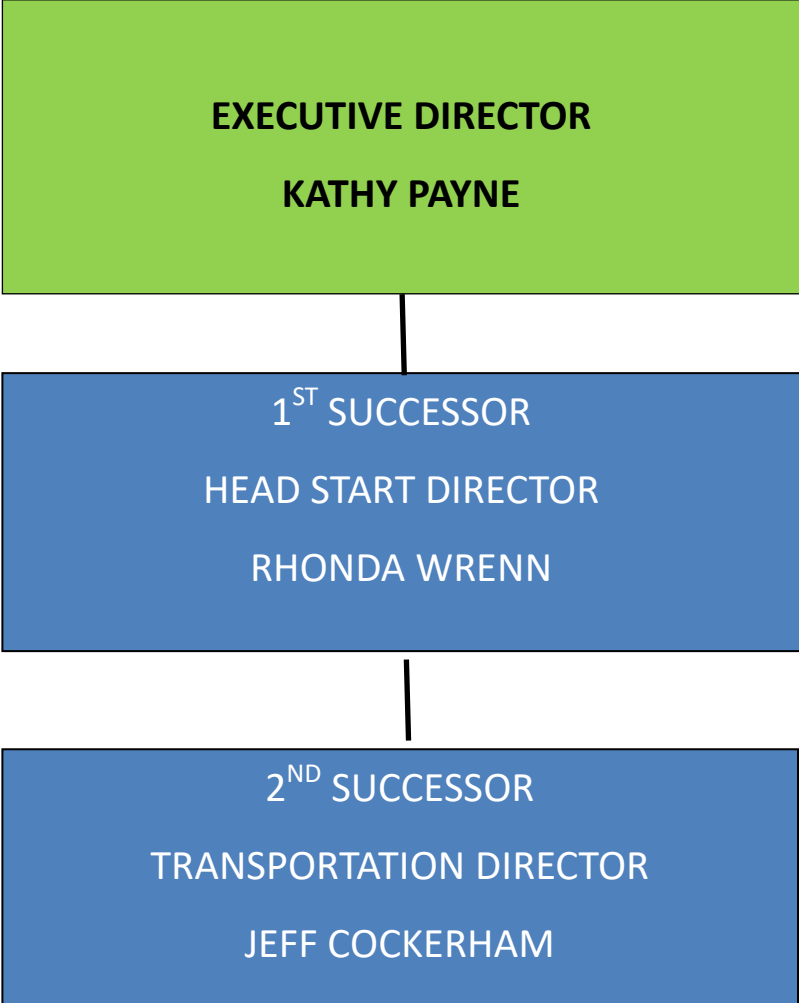 EXECUTIVE DIRECTOR
KATHY PAYNE
1ST SUCCESSOR
HEAD START DIRECTOR
RHONDA WRENN
2ND SUCCESSOR
TRANSPORTATION DIRECTOR
JEFF COCKERHAM